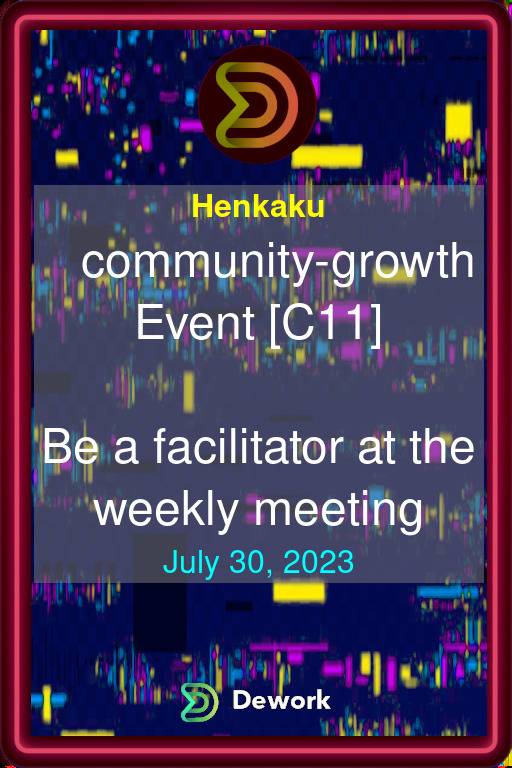 Henkaku
community-growth
Event [C11]
Be a facilitator at the
weekly meeting
July 30, 2023
Dework